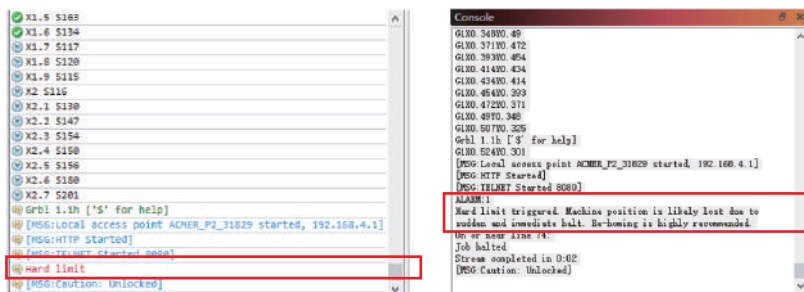 X1.5 S163
X1.6 S134
X1.7 S117
X1.8 S120
X1.9 S115
X2 S116
X2.1 S130
X2.2 S147
X2.3 S154
X2.4 S150
X2.5 S156
X2.6 S180
X2.7 S201
Grbl 1.1h ['$' for help]
[MSG:Local access point ACMER_P2_31829 started, 192.168.4.1]
[MSG:HTTP Started]
[MSG:TELNET Started 8080]
Hard limit
[MSG:Caution: Unlocked]
Console
G1X0.348Y0.49
G1X0.371Y0.472
G1X0.393Y0.454
G1X0.414Y0.434
G1X0.434Y0.414
G1X0.454Y0.393
G1X0.472Y0.371
G1X0.49Y0.348
G1X0.507Y0.325
Grbl 1.1h ['$' for help]
G1X0.524Y0.301
[MSG:Local access point ACMER_P2_31829 started, 192.168.4.1]
[MSG:HTTP Started]
[MSG:TELNET Started 8080]
ALARM:1
Hard limit triggered. Machine position is likely lost due to
sudden and immediate halt. Re-homing is highly recommended.
On or near line 74:
Job halted
Stream completed in 0:02
[MSG:Caution: Unlocked]